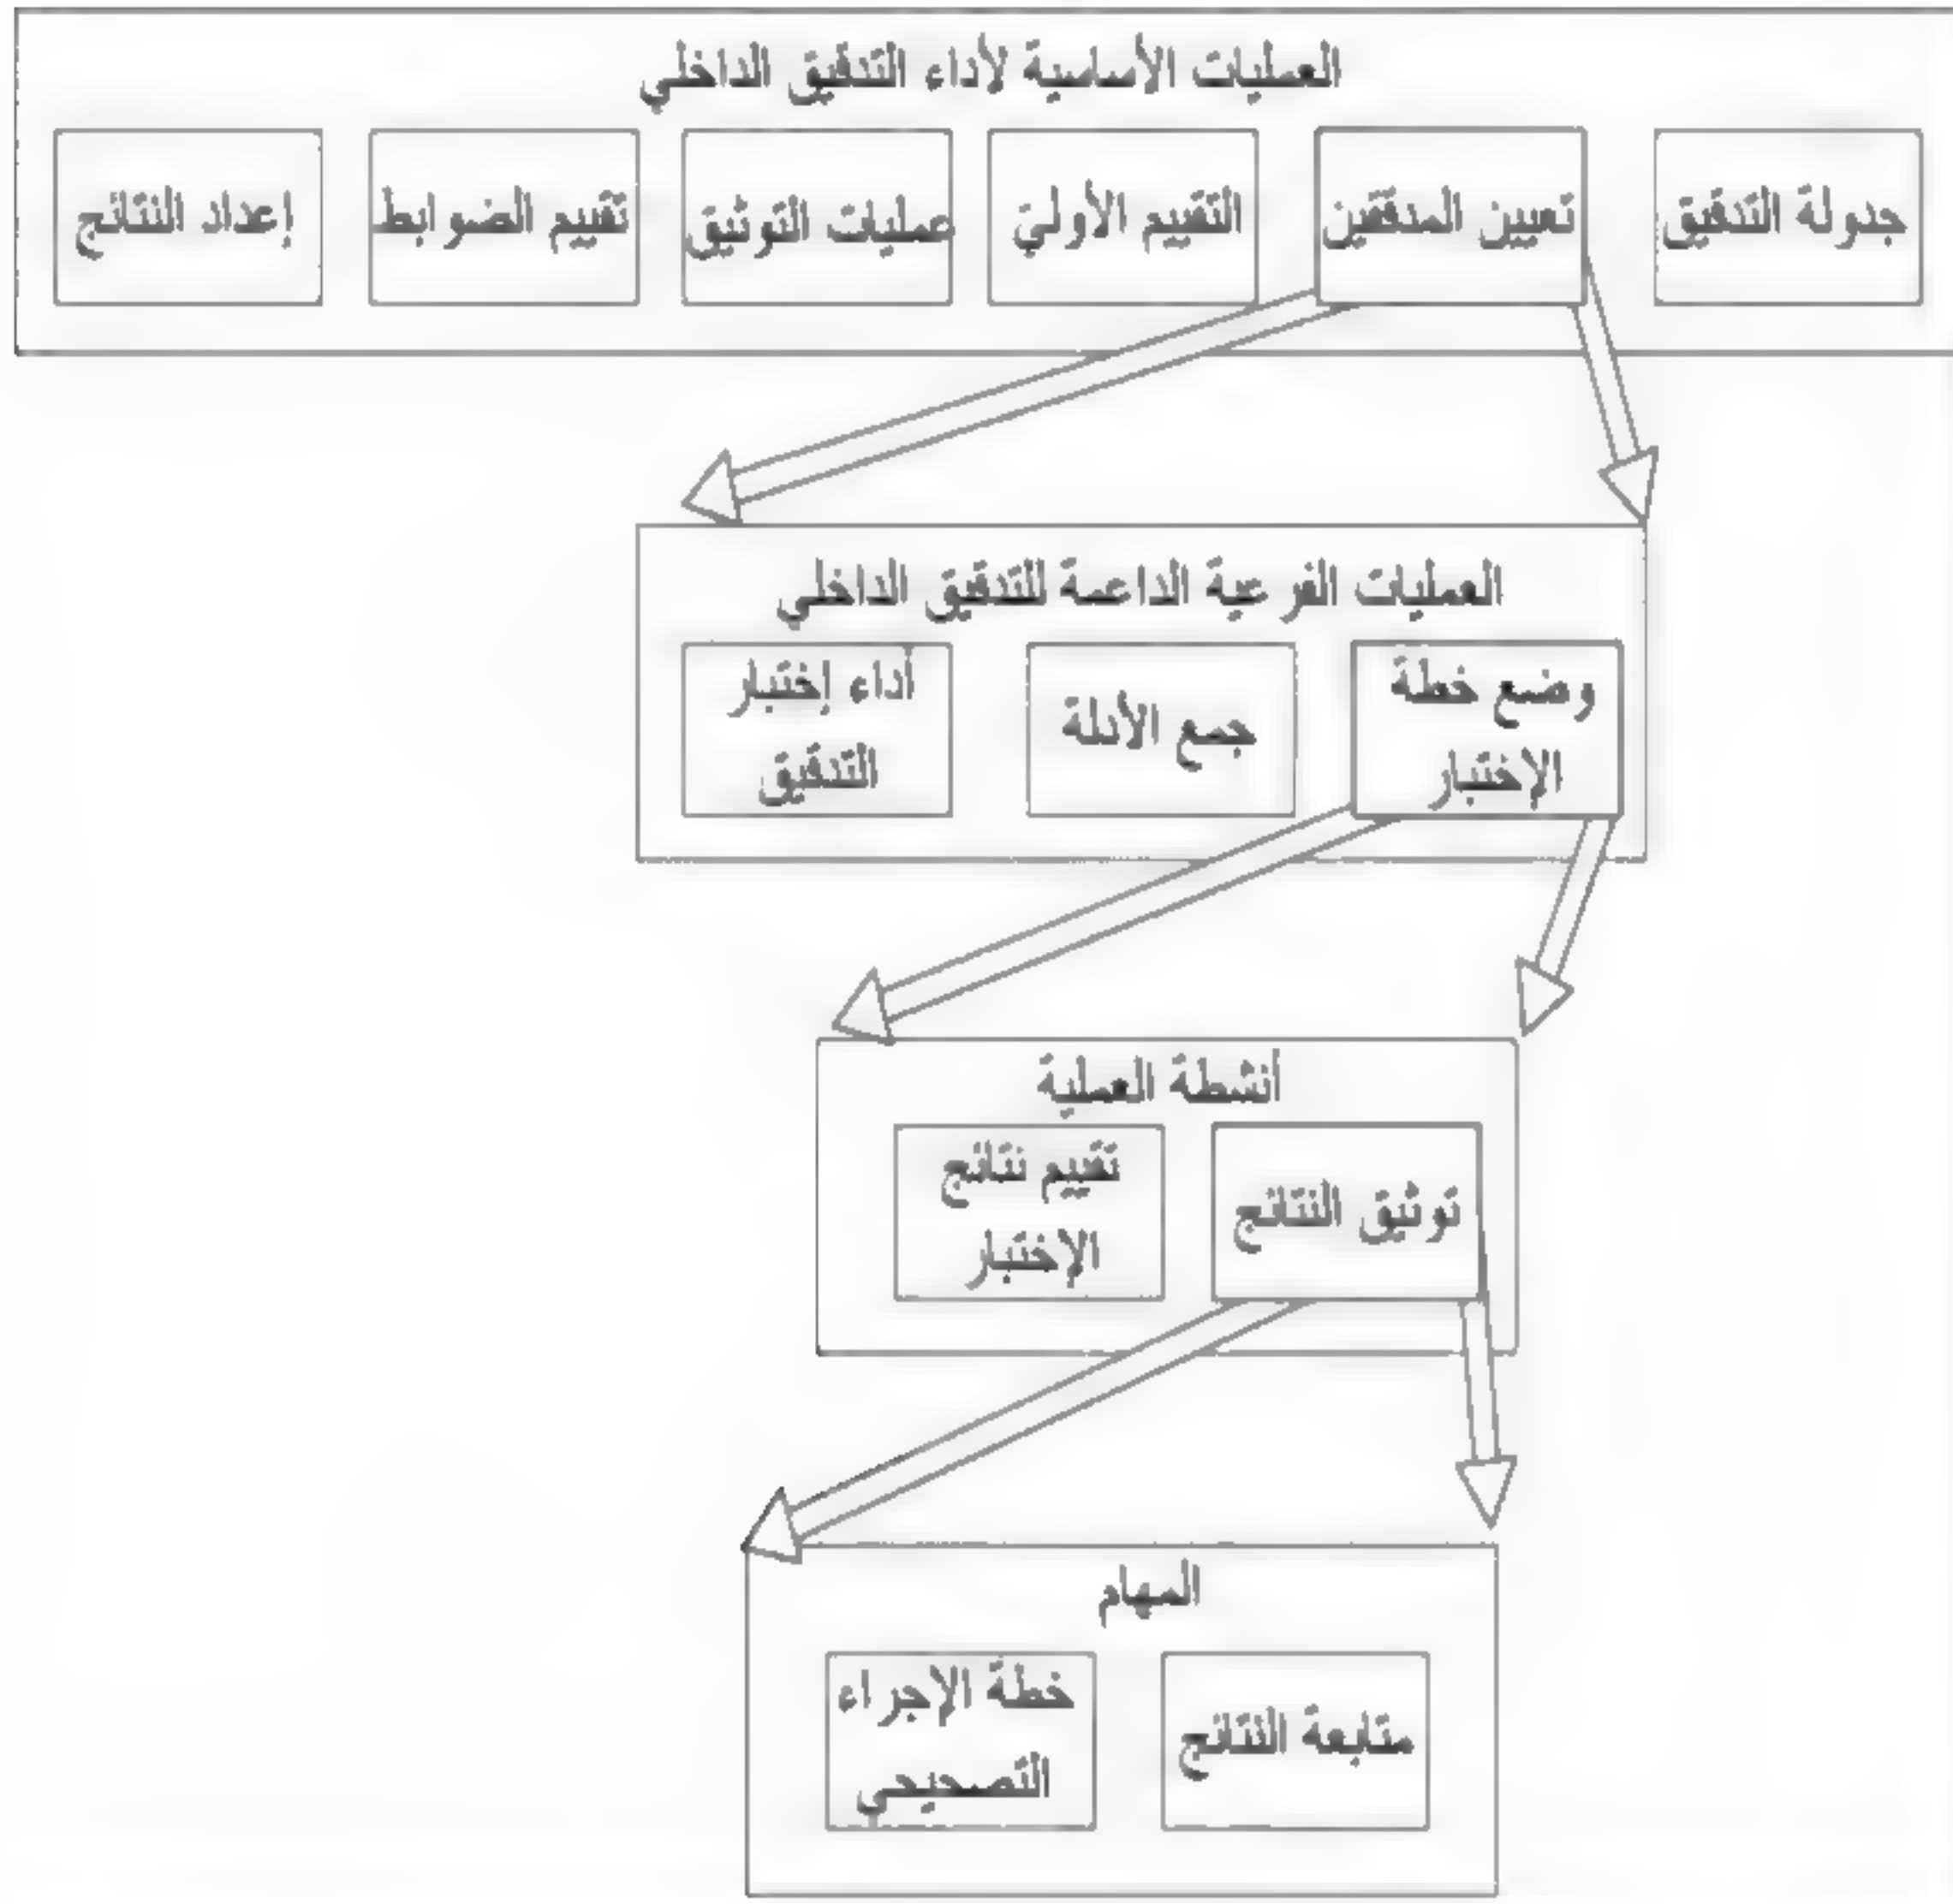 العمليات الأساسية لأداء التدقيق الداخلي
جدولة التدقيق
تعيين المدققين
التقييم الأولي
عمليات التوثيق
تقييم الضوابط
إعداد النتائج
العمليات الفرعية الداعمة للتدقيق الداخلي
وضع خطة
الإختبار
جمع الأدلة
أداء إختبار
التدقيق
أنشطة العملية
توثيق النتائج
تقييم نتائج
الإختبار
المهام
متابعة النتائج
خطة الإجراء
التصحيحي